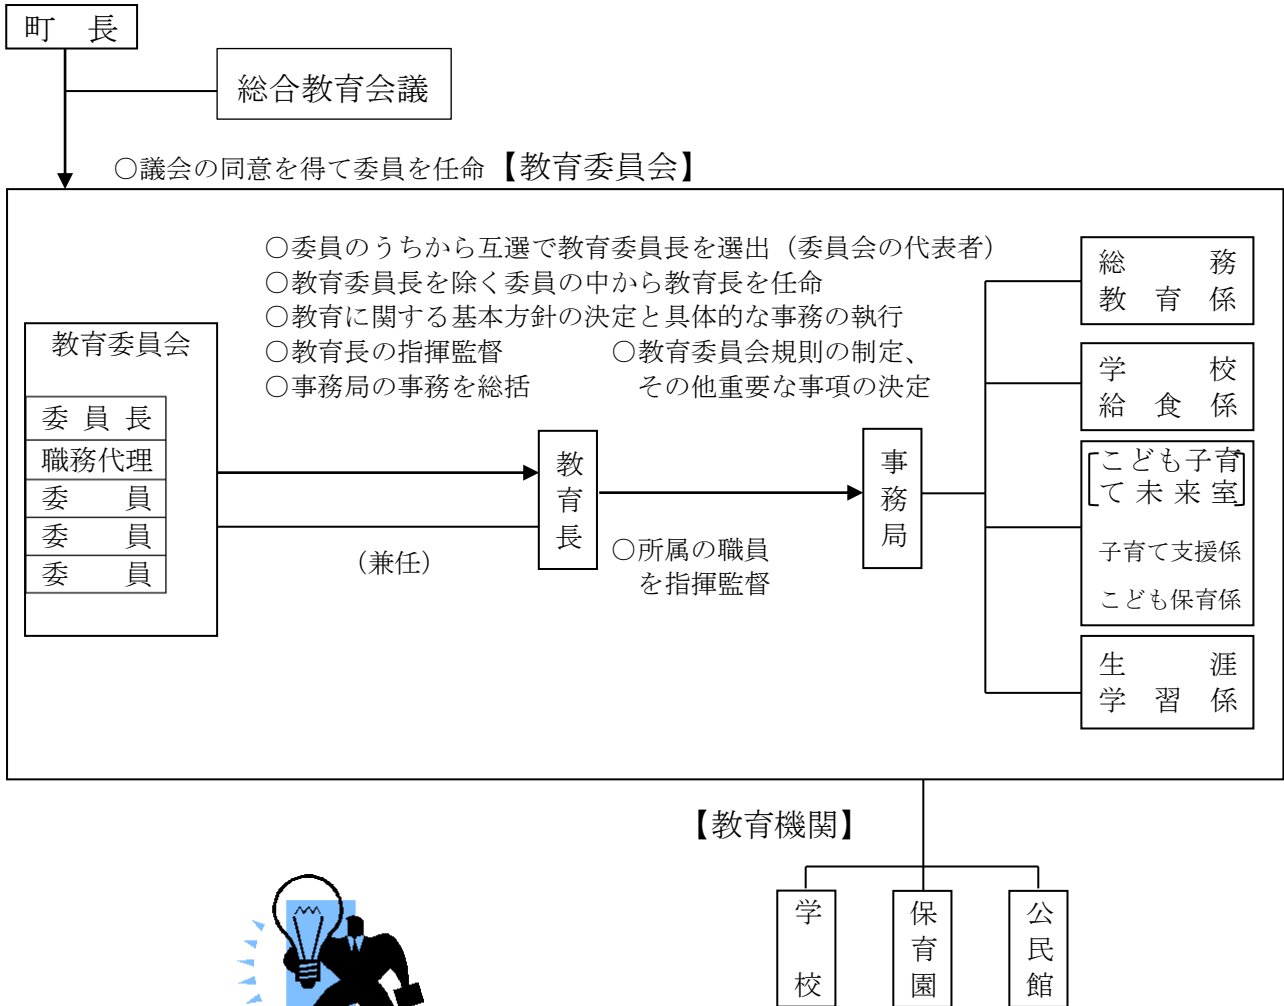 町　長
総合教育会議
○議会の同意を得て委員を任命【教育委員会】
○委員のうちから互選で教育委員長を選出（委員会の代表者）
○教育委員長を除く委員の中から教育長を任命
○教育に関する基本方針の決定と具体的な事務の執行
○教育長の指揮監督　　　○教育委員会規則の制定、
○事務局の事務を総括　　　その他重要な事項の決定
教育委員会
委員長
職務代理
委　員
委　員
委　員
（兼任）
教育長
○所属の職員
を指揮監督
事務局
総　務
教育係
学　校
給食係
［こども子育
て未来室］
子育て支援係
こども保育係
生　涯
学習係
【教育機関】
学校
保育園
公民館